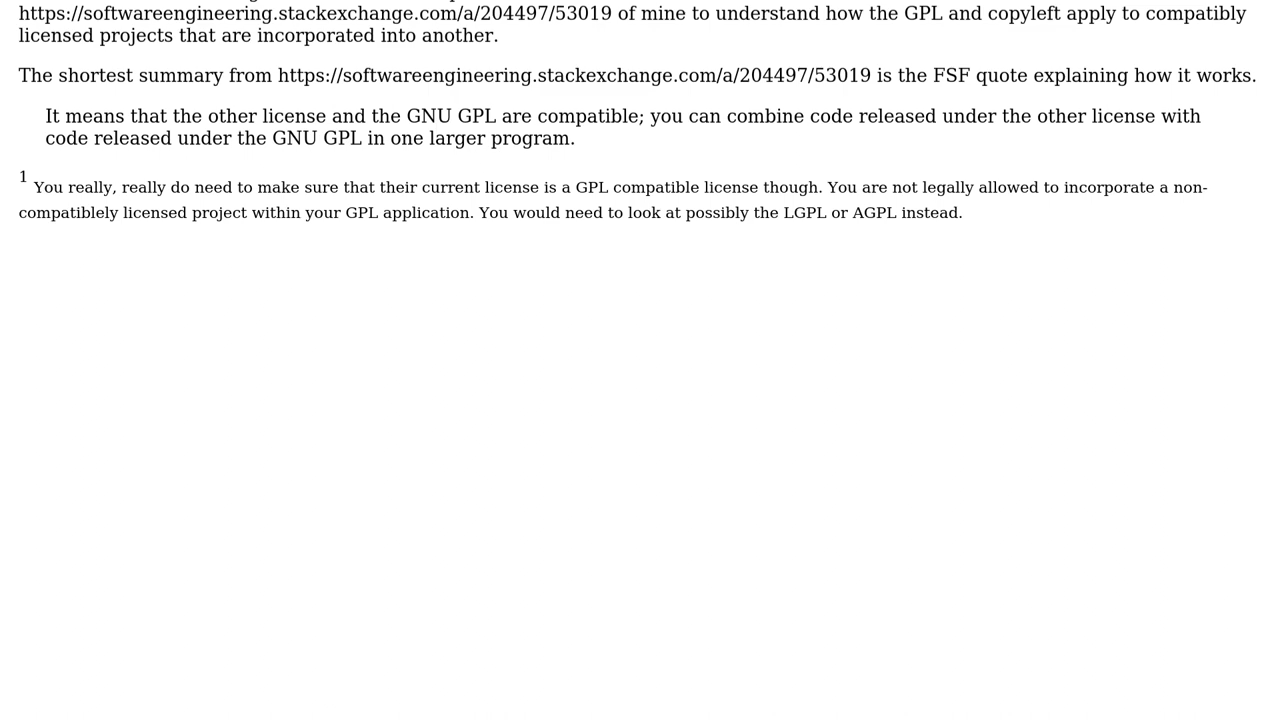 https://softwareengineering.stackexchange.com/a/204497/53019 of mine to understand how the GPL and copyleft apply to compatibly
licensed projects that are incorporated into another.
The shortest summary from https://softwareengineering.stackexchange.com/a/204497/53019 is the FSF quote explaining how it works.
It means that the other license and the GNU GPL are compatible; you can combine code released under the other license with
code released under the GNU GPL in one larger program.
1 You really, really do need to make sure that their current license is a GPL compatible license though. You are not legally allowed to incorporate a non-
compatiblely licensed project within your GPL application. You would need to look at possibly the LGPL or AGPL instead.